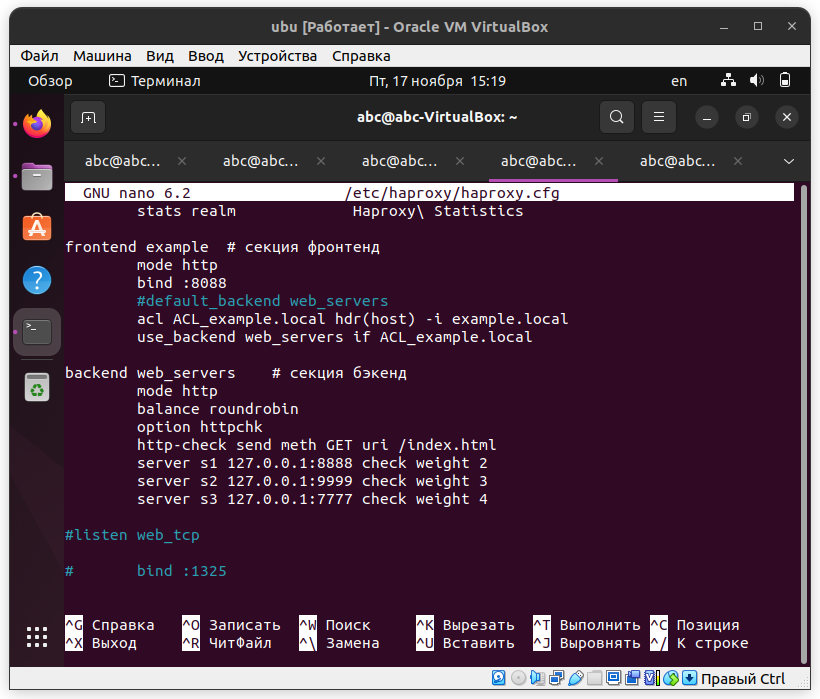 ubu [Работает] - Oracle VM VirtualBox
Файл Машина Вид Ввод Устройства Справка
Обзор Терминал Пт, 17 ноября 15:19 en
abc@abc-VirtualBox: ~
abc@abc... abc@abc... abc@abc... abc@abc... abc@abc...
GNU nano 6.2 /etc/haproxy/haproxy.cfg
stats realm Haproxy\ Statistics
frontend example # секция фронтенд
mode http
bind :8088
#default_backend web_servers
acl ACL_example.local hdr(host) -i example.local
use_backend web_servers if ACL_example.local
backend web_servers # секция бэкенд
mode http
balance roundrobin
option httpchk
http-check send meth GET uri /index.html
server s1 127.0.0.1:8888 check weight 2
server s2 127.0.0.1:9999 check weight 3
server s3 127.0.0.1:7777 check weight 4
#listen web_tcp
# bind :1325
^G Справка ^O Записать ^W Поиск ^K Вырезать ^T Выполнить ^C Позиция
^X Выход ^R ЧитФайл ^\ Замена ^U Вставить ^J Выровнять ^/ К строке
Правый Ctrl